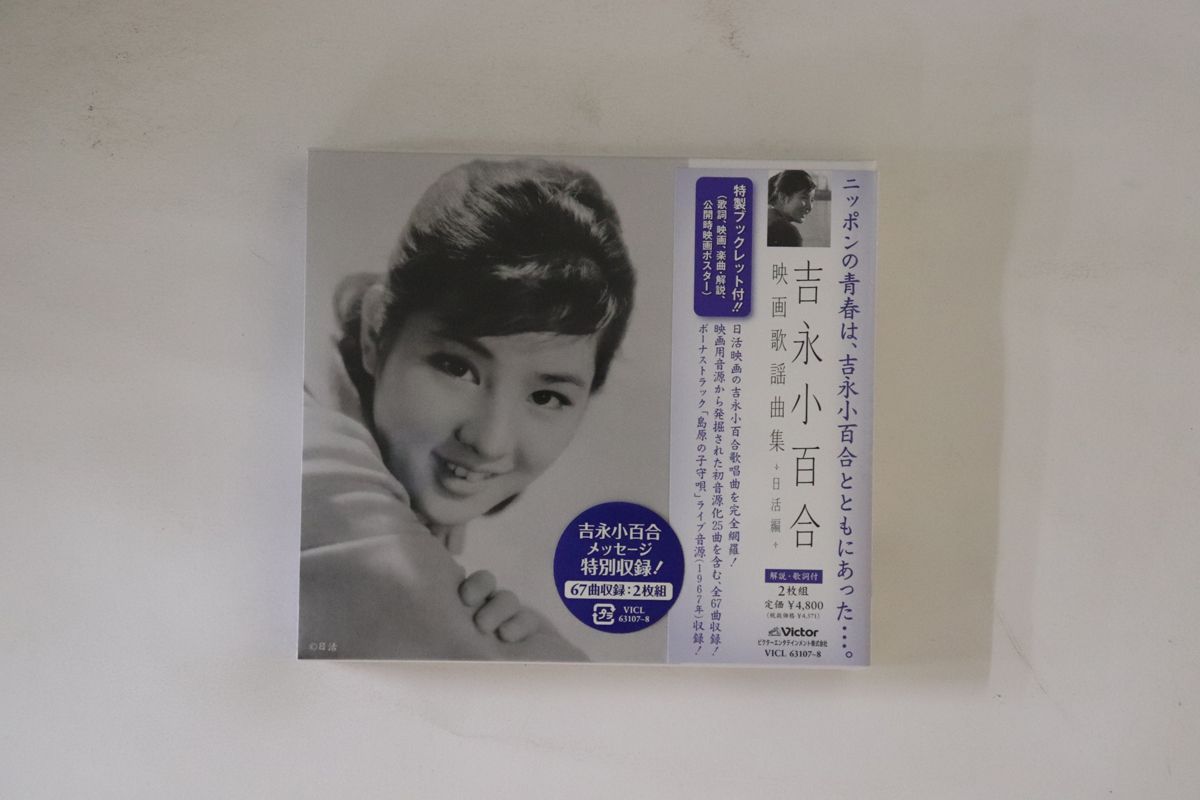 ニッポンの青春は、吉永小百合とともにあった…。
吉永小百合
映画歌謡曲集
日活編
特製ブックレット付!!
(歌詞、映画、楽曲・解説、
公開時映画ポスター)
日活映画の吉永小百合歌唱曲を完全網羅!
映画用音源から発掘された初音源化25曲を含む、全67曲収録!
ボーナストラック「島原の子守唄」ライブ音源(1967年)収録!
解説・歌詞付
2枚組
定価 ¥4,800
(税抜価格 ¥4,571)
Victor
ビクターエンタテインメント株式会社
VICL 63107~8
吉永小百合
メッセージ
特別収録!
67曲収録:2枚組
プラ
VICL
63107~8
©日活